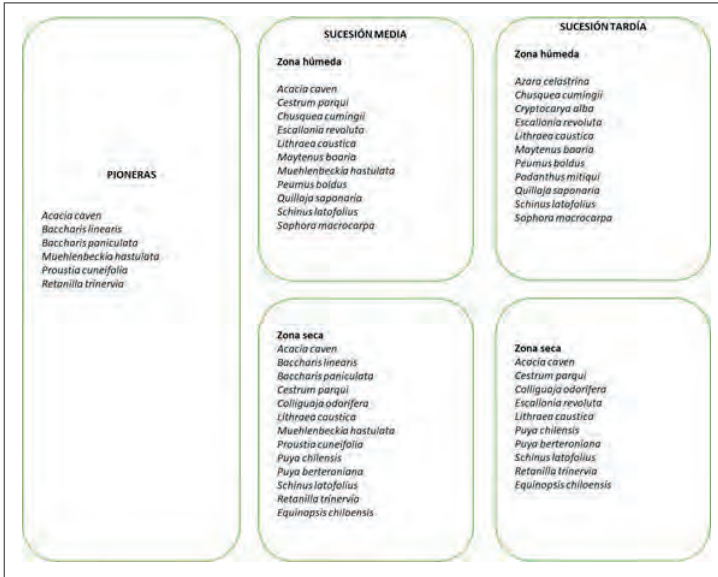 PIONERAS
Acacia caven
Baccharis linearis
Baccharis paniculata
Muehlenbeckia hastulata
Proustia cuneifolia
Retanilla trinervia
SUCESIÓN MEDIA
Zona húmeda
Acacia caven
Cestrum parqui
Chusquea cumingii
Escallonia revoluta
Lithraea caustica
Maytenus boaria
Muehlenbeckia hastulata
Peumus boldus
Quillaja saponaria
Schinus latofolius
Sophora macrocarpa
Zona seca
Acacia caven
Baccharis linearis
Baccharis paniculata
Cestrum parqui
Colliguaja odorifera
Lithraea caustica
Muehlenbeckia hastulata
Proustia cuneifolia
Puya chilensis
Puya berteroniana
Schinus latofolius
Retanilla trinervia
Equinopsis chiloensis
SUCESIÓN TARDÍA
Zona húmeda
Azara celastrina
Chusquea cumingii
Cryptocarya alba
Escallonia revoluta
Lithraea caustica
Maytenus boaria
Peumus boldus
Podanthus mitiqui
Quillaja saponaria
Schinus latofolius
Sophora macrocarpa
Zona seca
Acacia caven
Cestrum parqui
Colliguaja odorifera
Escallonia revoluta
Lithraea caustica
Puya chilensis
Puya berteroniana
Schinus latofolius
Retanilla trinervia
Equinopsis chiloensis